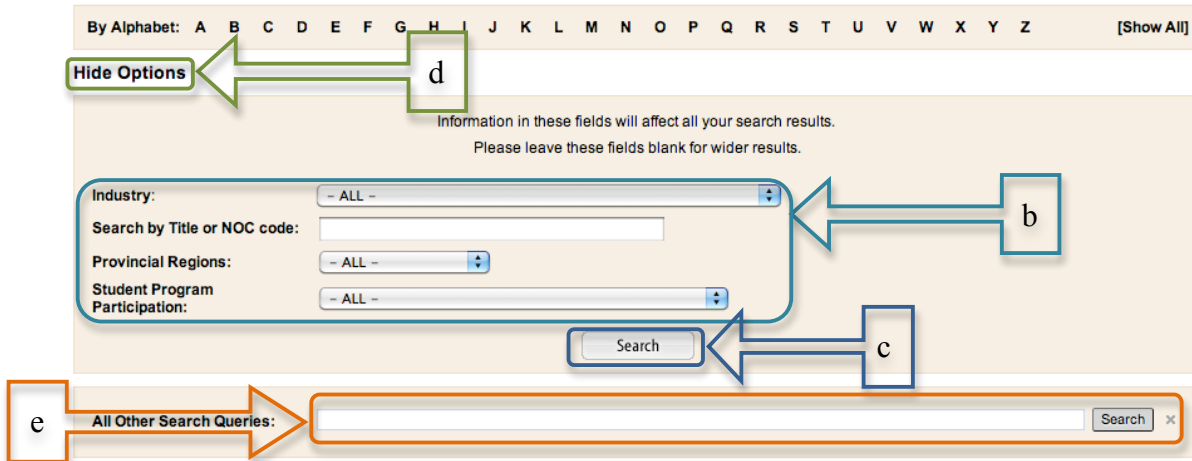 By Alphabet: A B C D E F G H I J K L M N O P Q R S T U V W X Y Z [Show All]
Hide Options d
Information in these fields will affect all your search results.
Please leave these fields blank for wider results.
Industry: – ALL –
b
Search by Title or NOC code:
Provincial Regions: – ALL –
Student Program Participation: – ALL –
Search c
e All Other Search Queries: Search ×